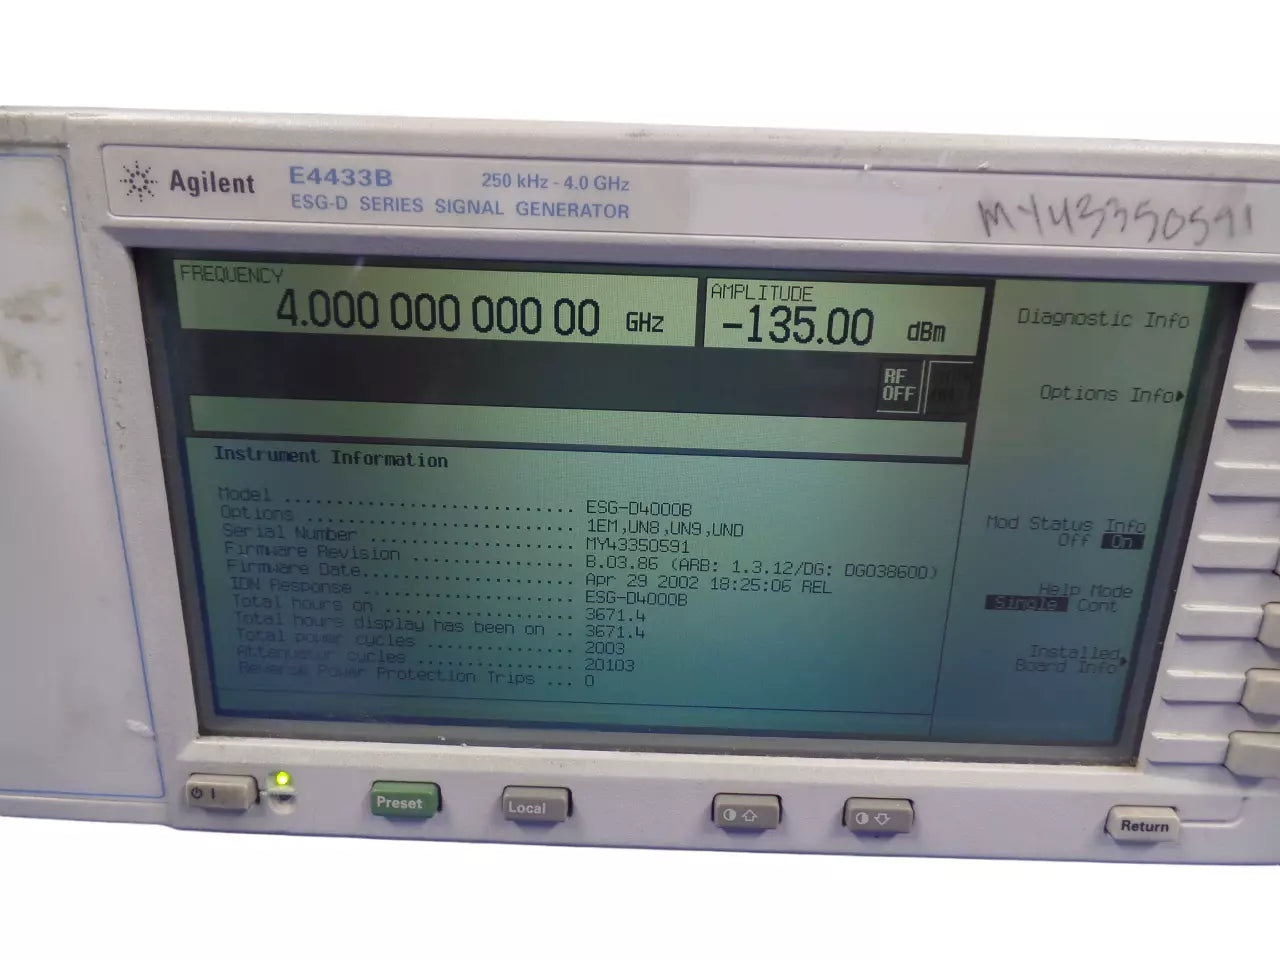 Agilent E4433B 250 kHz - 4.0 GHz
ESG-D SERIES SIGNAL GENERATOR
MY43350591
FREQUENCY
4.000 000 000 00 GHz
AMPLITUDE
-135.00 dBm
RF
OFF
Instrument Information
Model .............................. ESG-D4000B
Options ............................ 1EM,UN8,UN9,UND
Serial Number ...................... MY43350591
Firmware Revision .................. B.03.86 (ARB: 1.3.12/DG: DG03860D)
Firmware Date....................... Apr 29 2002 18:25:06 REL
IDN Response ....................... ESG-D4000B
Total hours on ..................... 3671.4
Total hours display has been on .. 3671.4
Total power cycles ................. 2003
Attenuator cycles .................. 20103
Reverse Power Protection Trips ... 0
Diagnostic Info
Options Info
Mod Status Info
Off On
Help Mode
Single Cont
Installed
Board Info
Preset
Local
Return